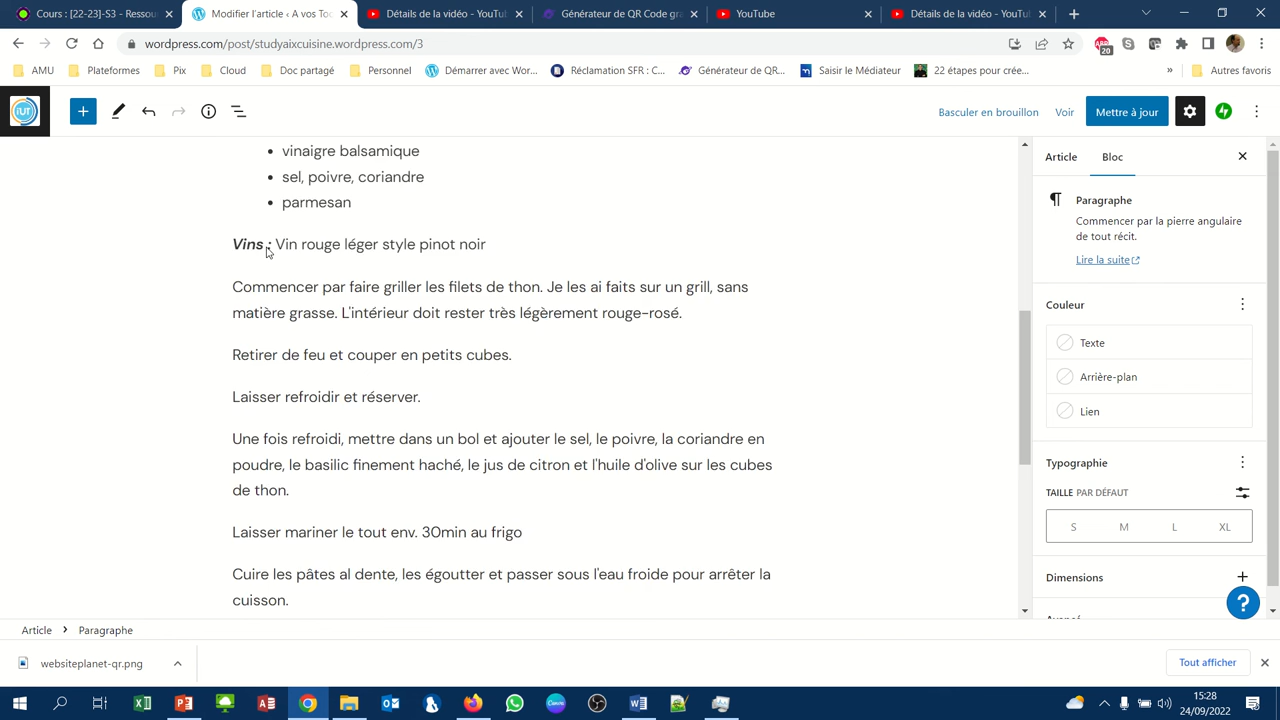 Cours : [22-23]-S3 - Ressou
Modifier l'article ‹ A vos Toc
Détails de la vidéo - YouTu
Générateur de QR Code gra
YouTube
Détails de la vidéo - YouTu
wordpress.com/post/studyaixcuisine.wordpress.com/3
20
AMU
Plateformes
Pix
Cloud
Doc partagé
Personnel
Démarrer avec Wor...
Réclamation SFR : C...
Générateur de QR...
Saisir le Médiateur
22 étapes pour crée...
»
Autres favoris
iUT
Basculer en brouillon
Voir
Mettre à jour
• vinaigre balsamique
• sel, poivre, coriandre
• parmesan
Vins : Vin rouge léger style pinot noir
Commencer par faire griller les filets de thon. Je les ai faits sur un grill, sans
matière grasse. L'intérieur doit rester très légèrement rouge-rosé.
Retirer de feu et couper en petits cubes.
Laisser refroidir et réserver.
Une fois refroidi, mettre dans un bol et ajouter le sel, le poivre, la coriandre en
poudre, le basilic finement haché, le jus de citron et l'huile d'olive sur les cubes
de thon.
Laisser mariner le tout env. 30min au frigo
Cuire les pâtes al dente, les égoutter et passer sous l'eau froide pour arrêter la
cuisson.
Article
Bloc
Paragraphe
Commencer par la pierre angulaire
de tout récit.
Lire la suite
Couleur
Texte
Arrière-plan
Lien
Typographie
TAILLE PAR DÉFAUT
S M L XL
Dimensions
Avancé
Article > Paragraphe
websiteplanet-qr.png
Tout afficher
15:28
24/09/2022